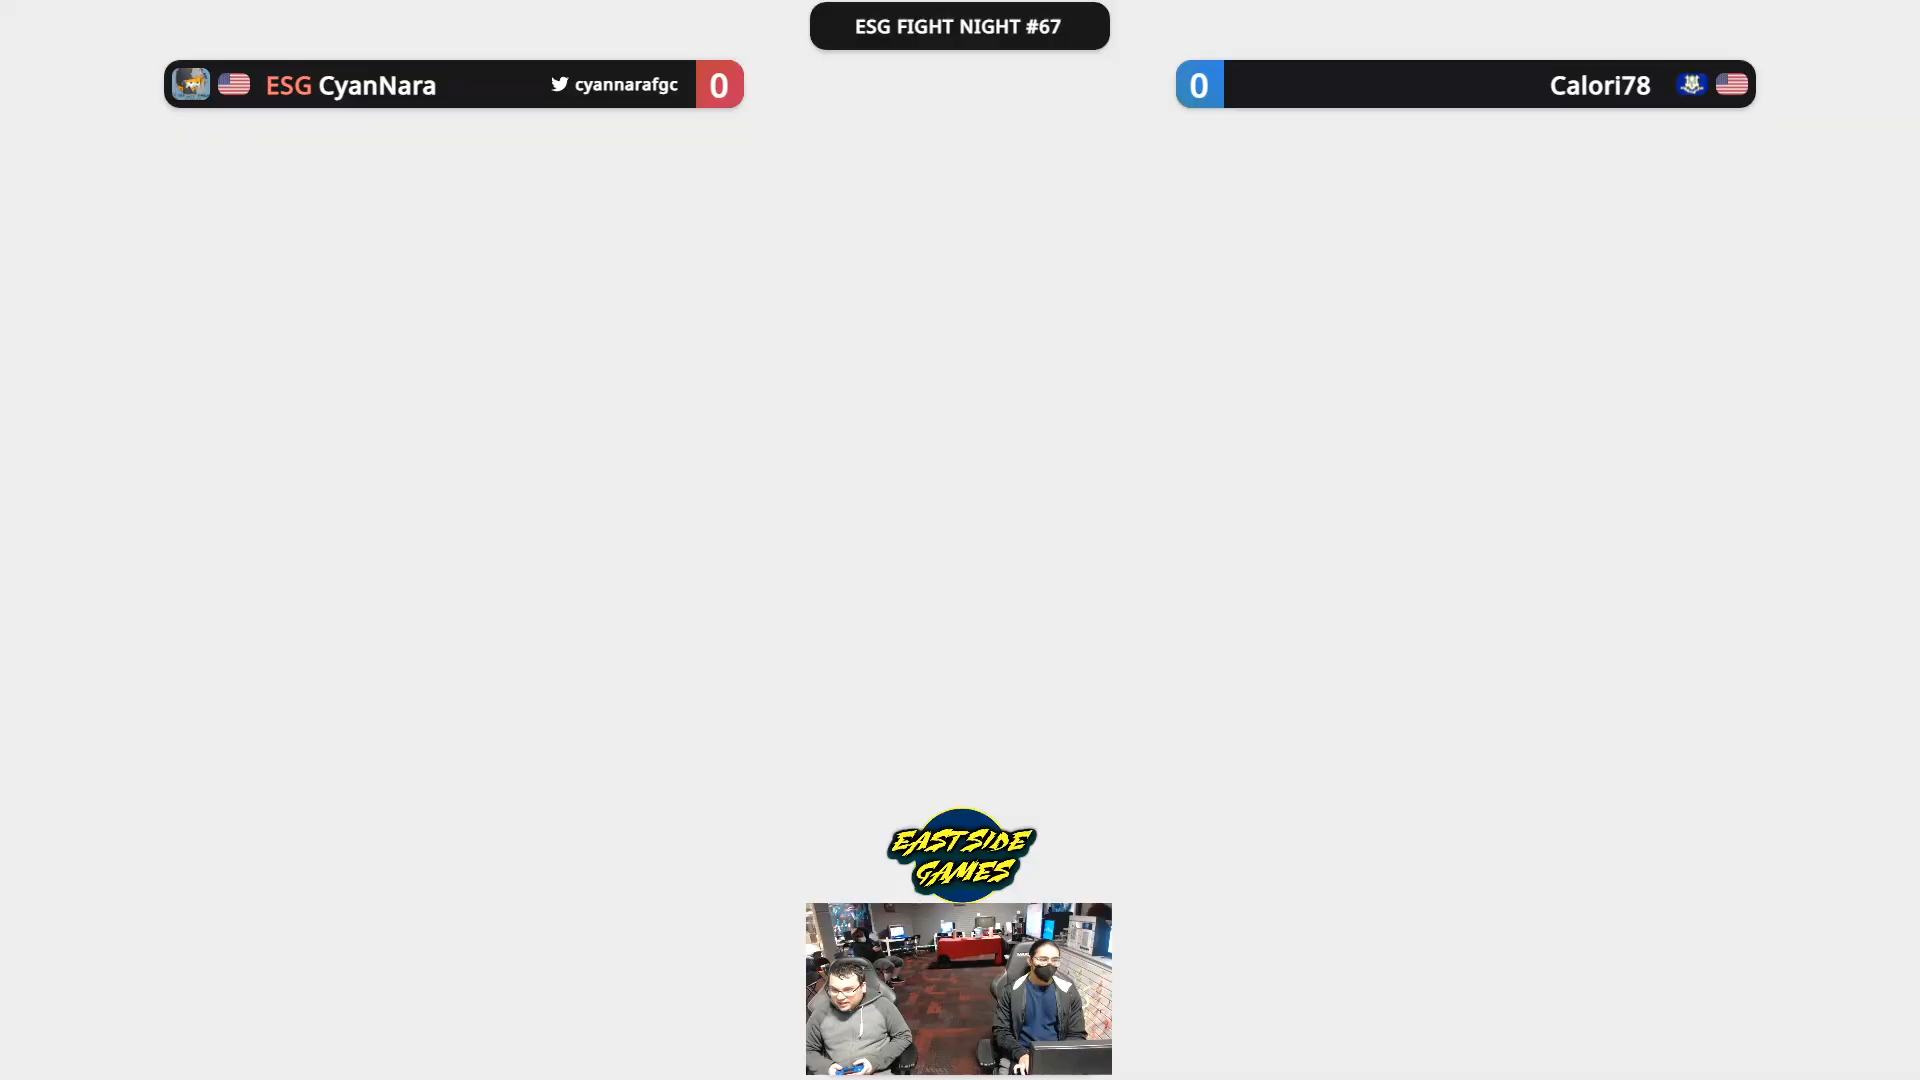 ESG FIGHT NIGHT #67
ESG CyanNara cyannarafgc 0
0 Calori78
EAST SIDE
GAMES